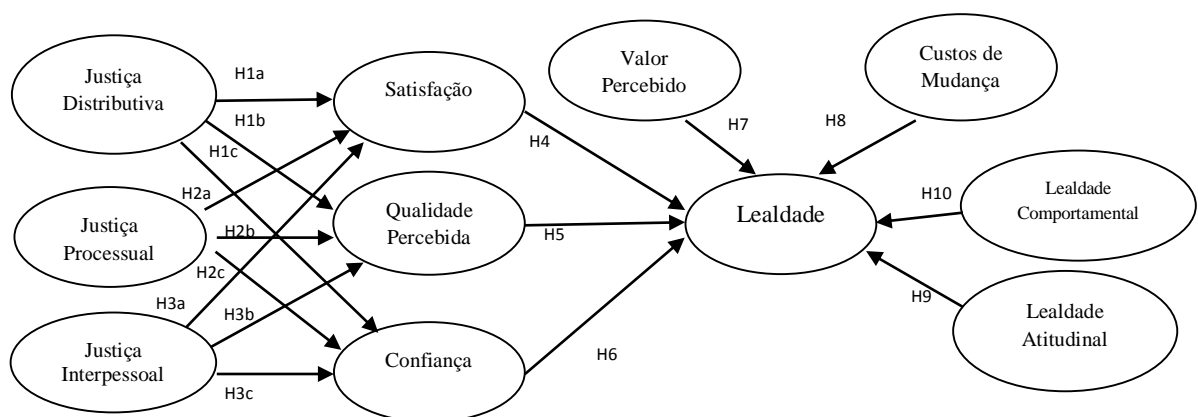 Justiça
Distributiva
H1a
H1b
H1c
Satisfação
Valor
Percebido
Custos de
Mudança
H7
H8
H4
Justiça
Processual
H2a
H2b
H2c
Qualidade
Percebida
H5
Lealdade
H10
Lealdade
Comportamental
H9
Lealdade
Atitudinal
Justiça
Interpessoal
H3a
H3b
H3c
Confiança
H6